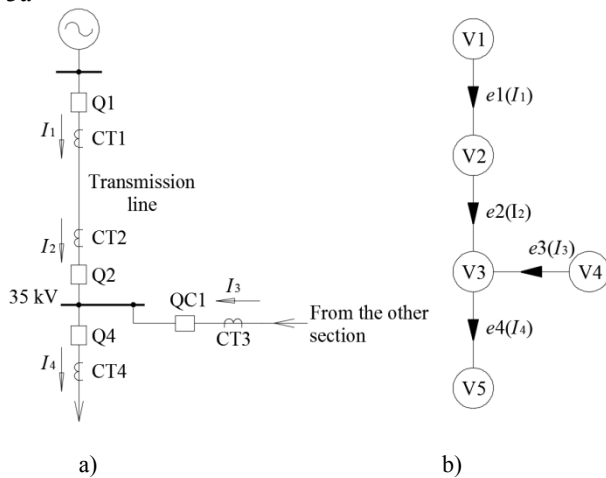 V1
Q1
I1
CT1
e1(I1)
V2
Transmission
line
I2
CT2
e2(I2)
Q2
e3(I3)
35 kV
QC1
I3
From the other
section
V3
V4
Q4
CT3
I4
CT4
e4(I4)
V5
a)
b)